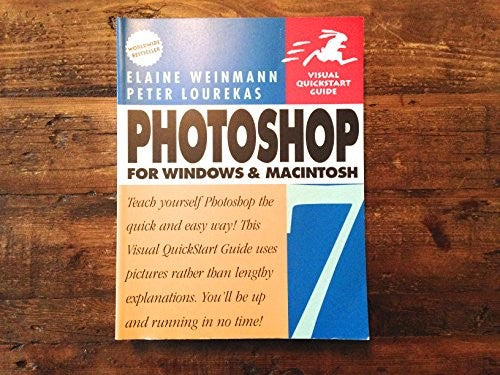 WORLDWIDE
BESTSELLER
ELAINE WEINMANN
PETER LOUREKAS
VISUAL
QUICKSTART
GUIDE
PHOTOSHOP
FOR WINDOWS & MACINTOSH
7
Teach yourself Photoshop the
quick and easy way! This
Visual QuickStart Guide uses
pictures rather than lengthy
explanations. You'll be up
and running in no time!